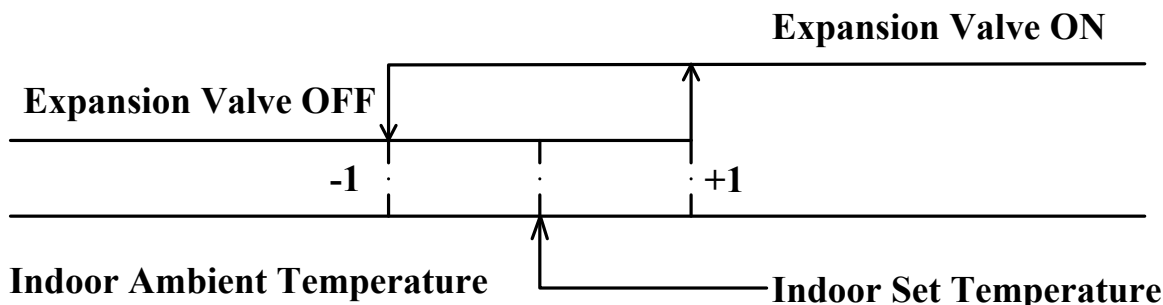 Expansion Valve ON
Expansion Valve OFF
-1
+1
Indoor Ambient Temperature
Indoor Set Temperature